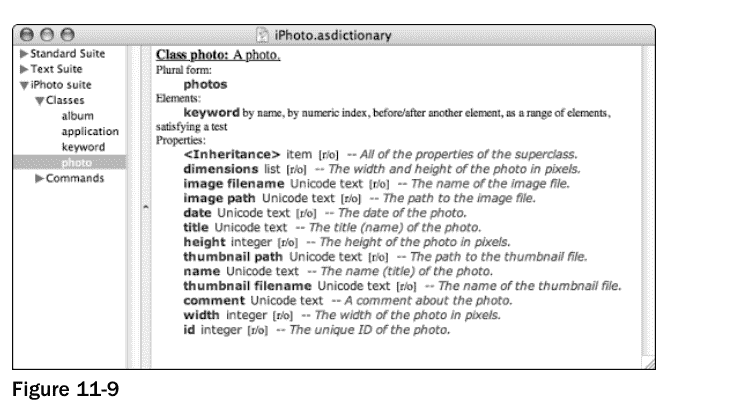 iPhoto.asdictionary
Standard Suite
Text Suite
iPhoto suite
Classes
album
application
keyword
photo
Commands
Class photo: A photo.
Plural form:
photos
Elements:
keyword by name, by numeric index, before/after another element, as a range of elements,
satisfying a test
Properties:
<Inheritance> item [r/o] -- All of the properties of the superclass.
dimensions list [r/o] -- The width and height of the photo in pixels.
image filename Unicode text [r/o] -- The name of the image file.
image path Unicode text [r/o] -- The path to the image file.
date Unicode text [r/o] -- The date of the photo.
title Unicode text -- The title (name) of the photo.
height integer [r/o] -- The height of the photo in pixels.
thumbnail path Unicode text [r/o] -- The path to the thumbnail file.
name Unicode text -- The name (title) of the photo.
thumbnail filename Unicode text [r/o] -- The name of the thumbnail file.
comment Unicode text -- A comment about the photo.
width integer [r/o] -- The width of the photo in pixels.
id integer [r/o] -- The unique ID of the photo.
Figure 11-9